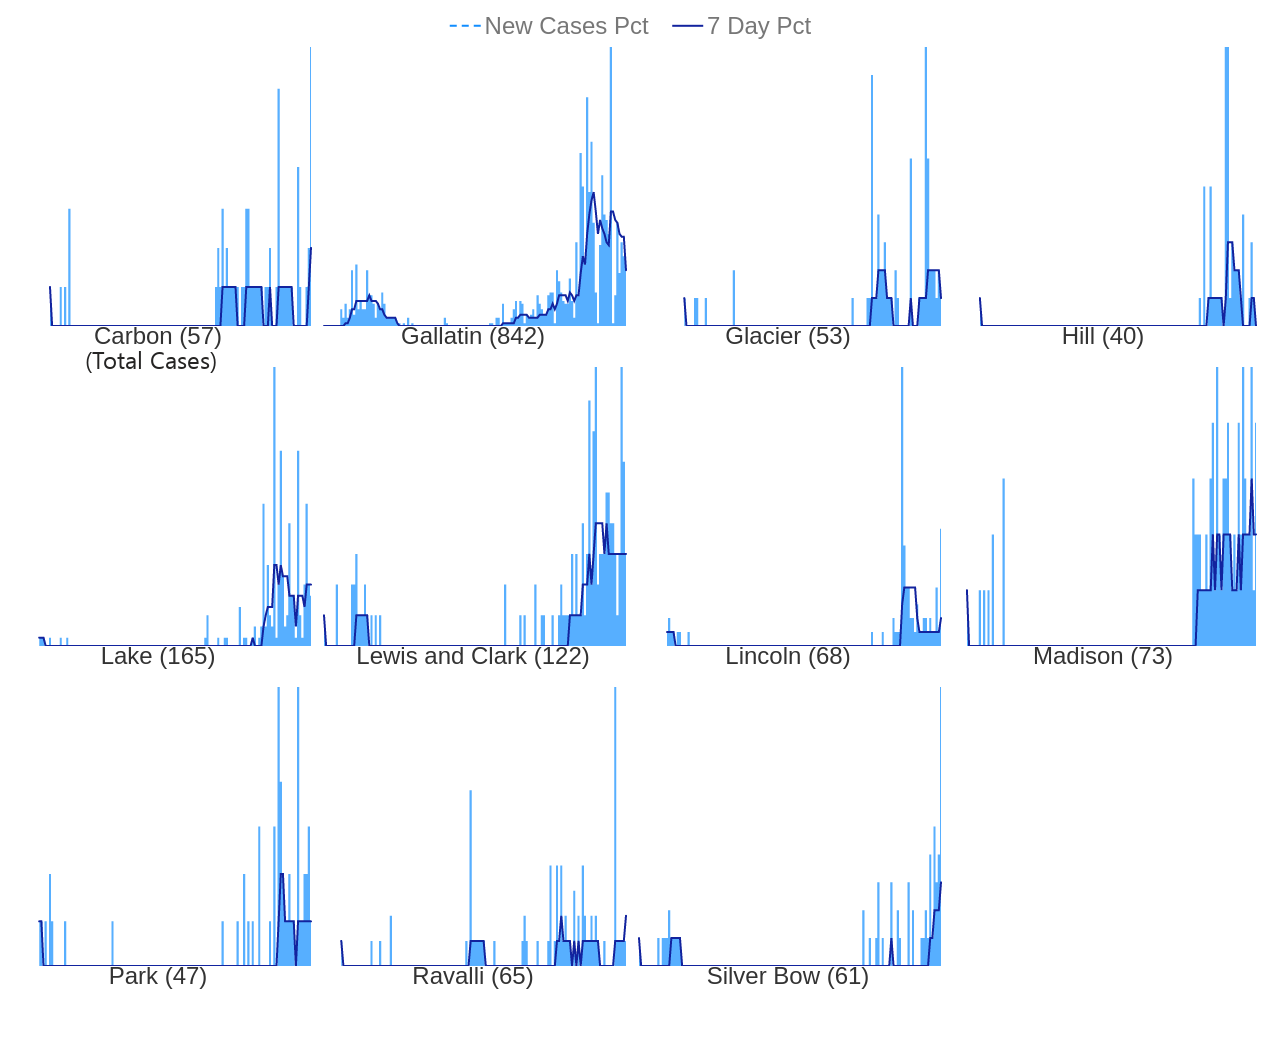 New Cases Pct 7 Day Pct
Carbon (57) Gallatin (842) Glacier (53) Hill (40)
(Total Cases)
Lake (165) Lewis and Clark (122) Lincoln (68) Madison (73)
Park (47) Ravalli (65) Silver Bow (61)